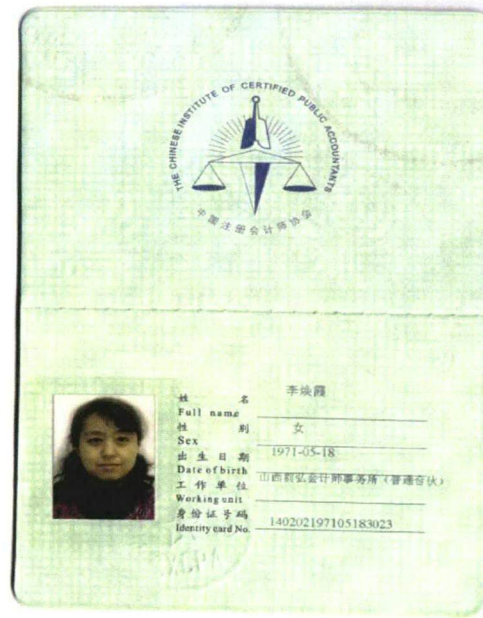 THE CHINESE INSTITUTE OF CERTIFIED PUBLIC ACCOUNTANTS
中国注册会计师协会
姓 名 李焕霞
Full name
性 别 女
Sex
出生日期 1971-05-18
Date of birth
工作单位 山西前弘会计师事务所（普通合伙）
Working unit
身份证号码 140202197105183023
Identity card No.